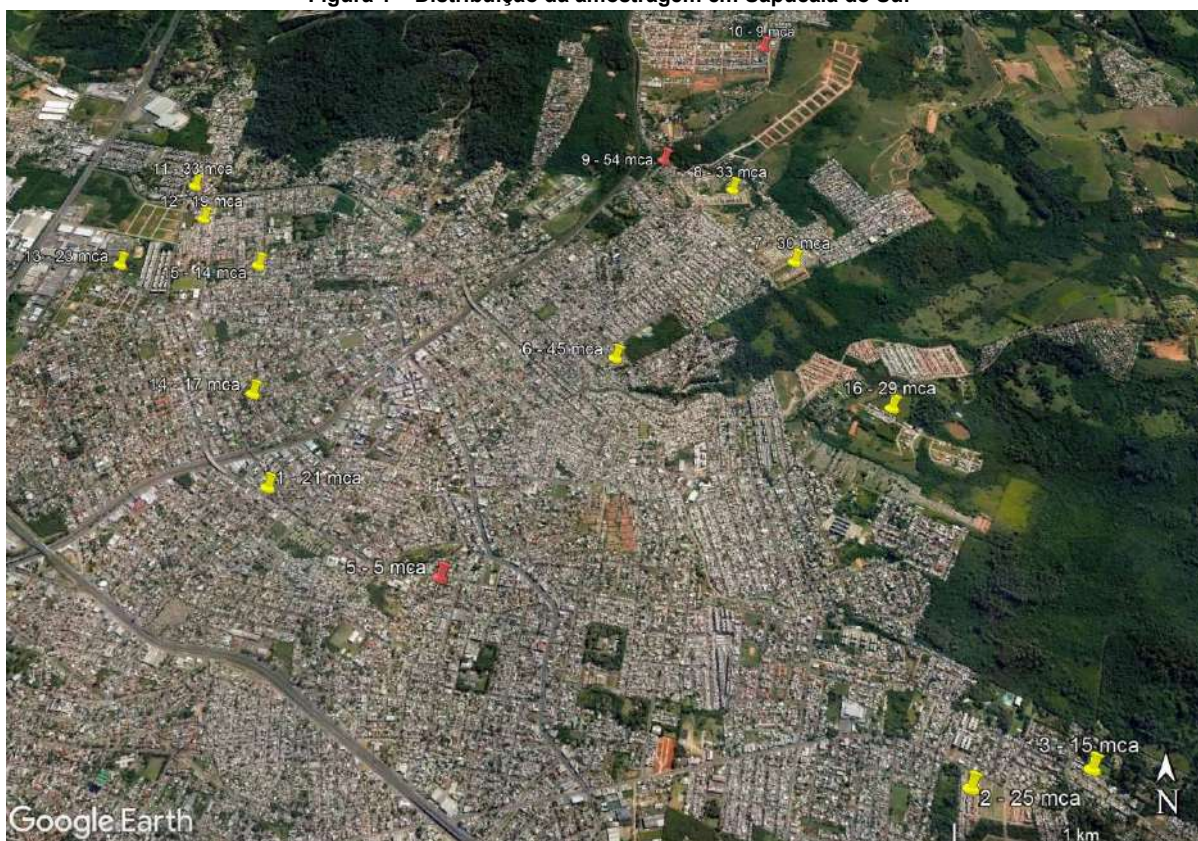 Figura 1 – Distribuição da amostragem em Sapucaia do Sul
10 - 9 mca
9 - 54 mca
8 - 33 mca
11 - 33 mca
12 - 19 mca
7 - 30 mca
13 - 23 mca
15 - 14 mca
6 - 45 mca
14 - 17 mca
16 - 29 mca
1 - 21 mca
5 - 5 mca
3 - 15 mca
2 - 25 mca
N
1 km
Google Earth